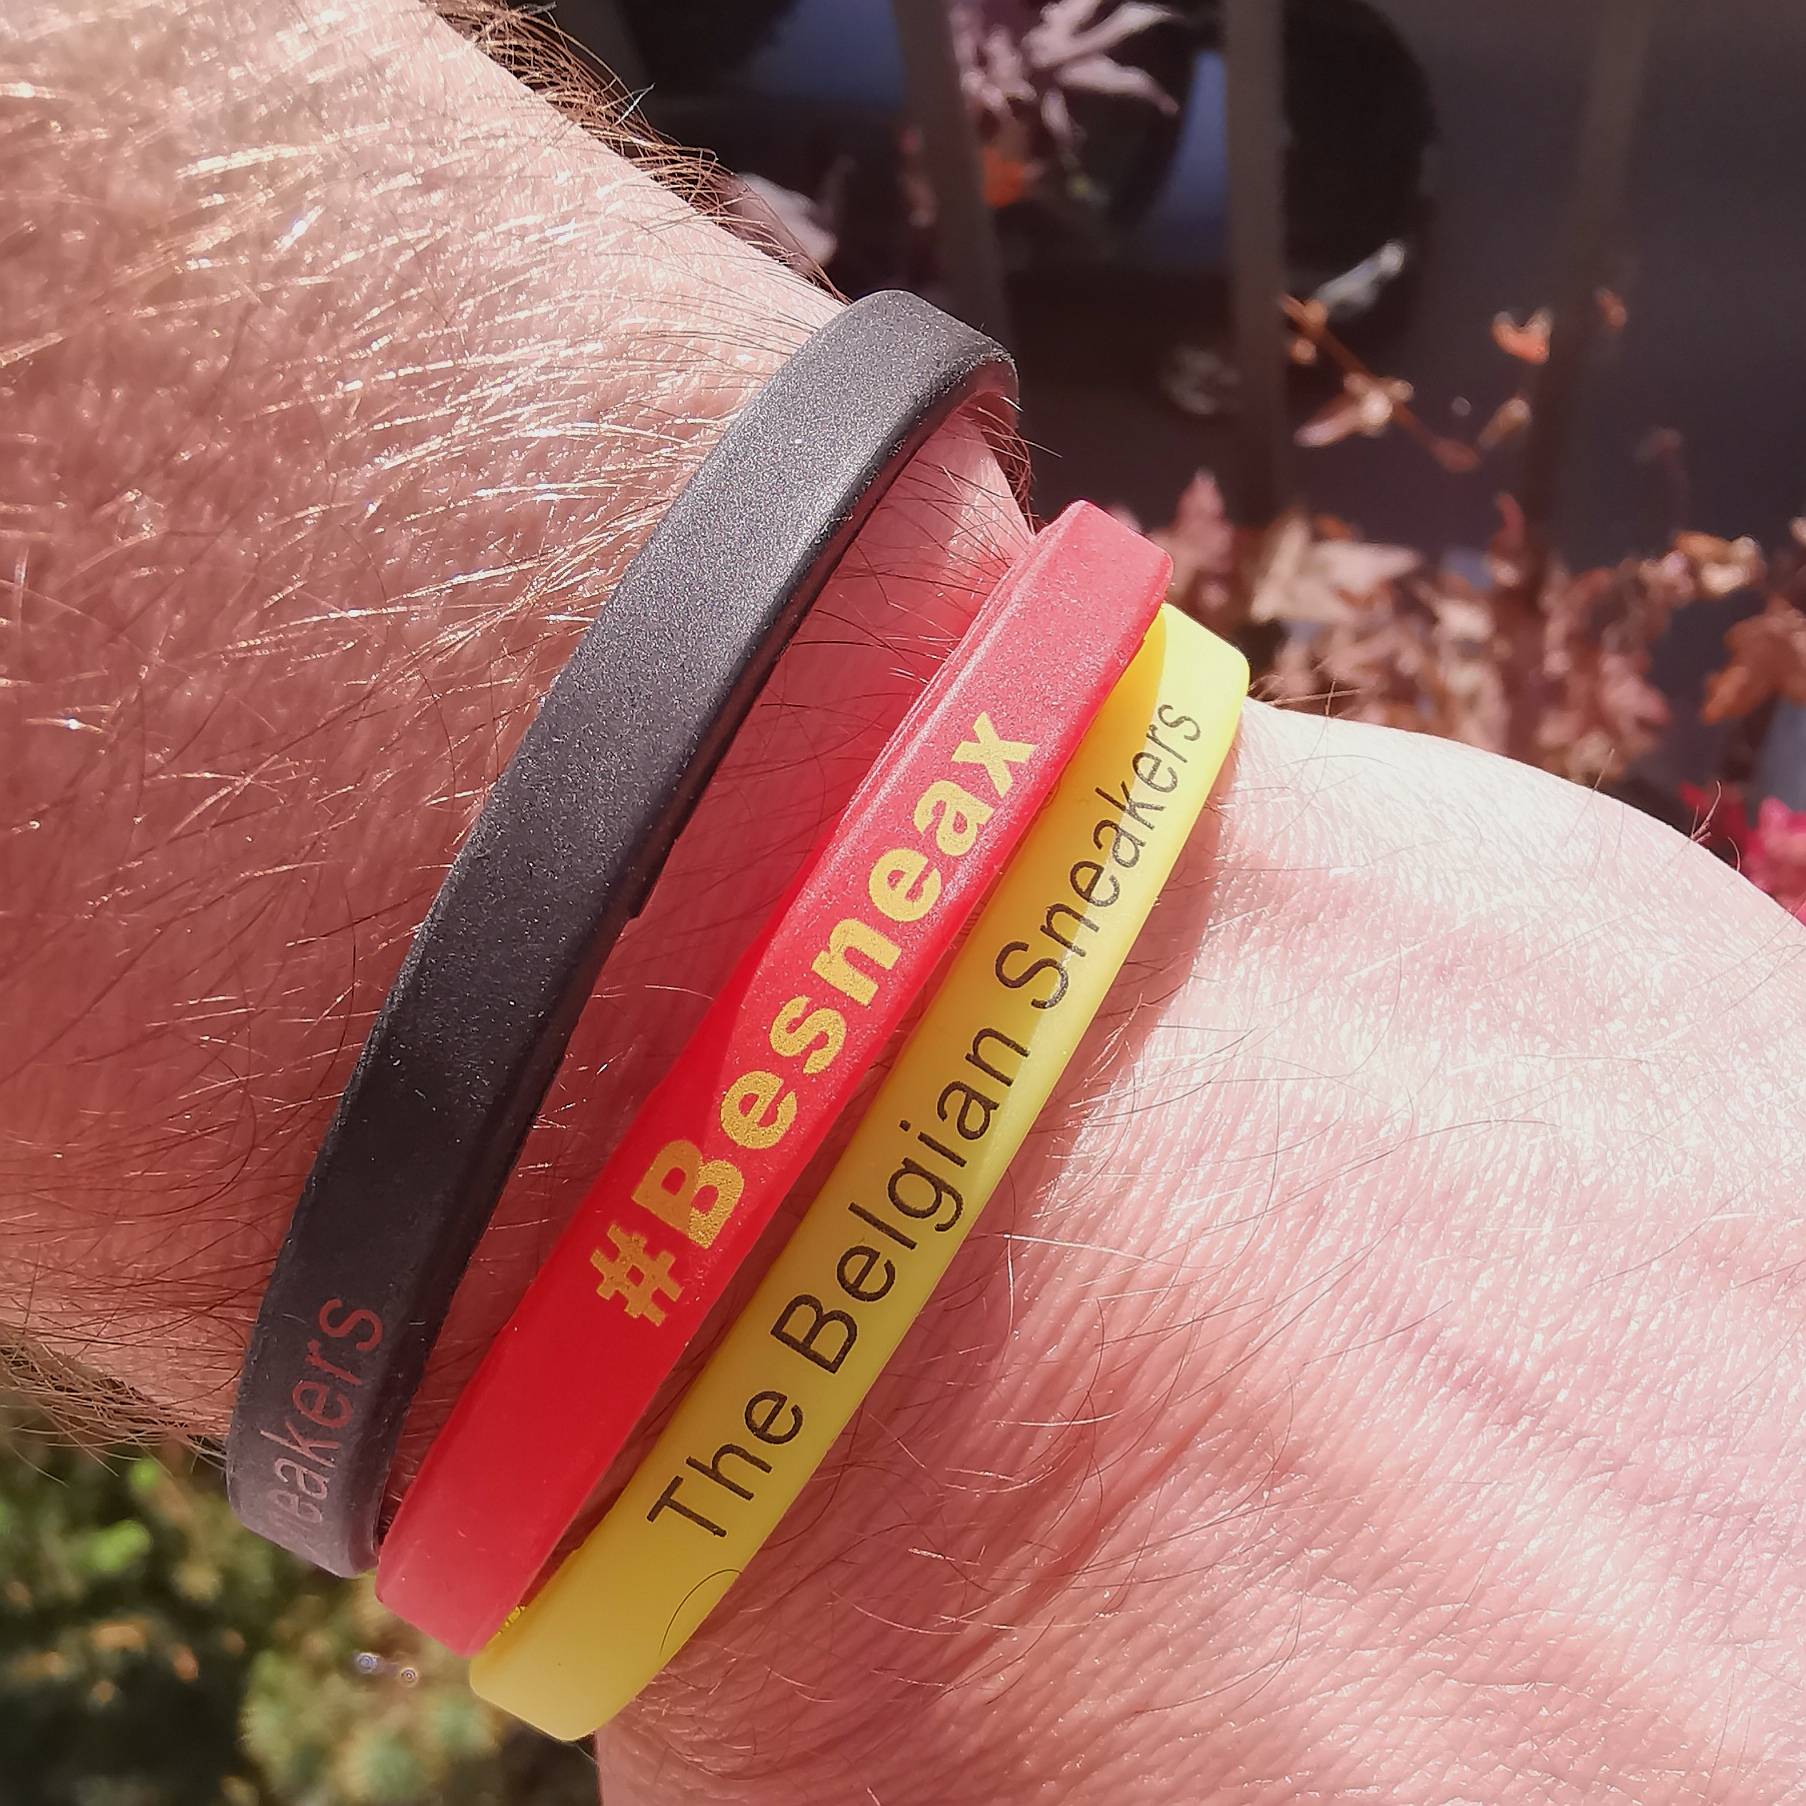 eakers
#Besneax
The Belgian Sneakers